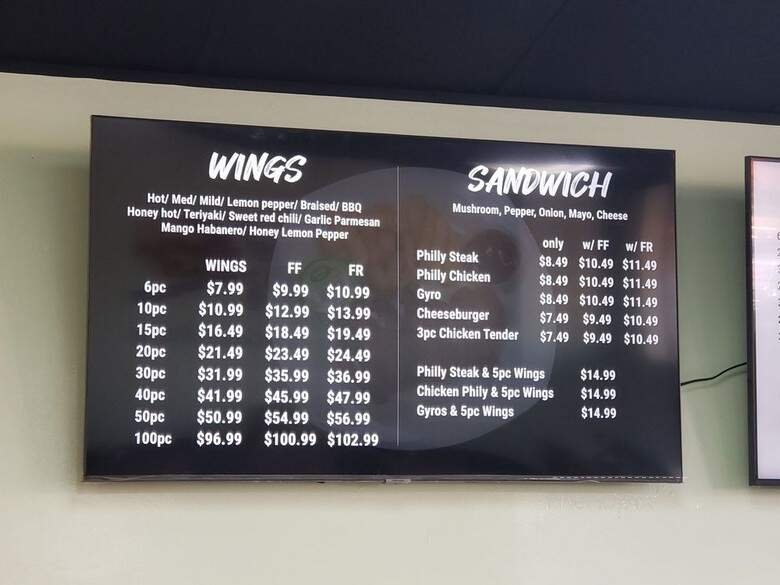 WINGS
Hot/ Med/ Mild/ Lemon pepper/ Braised/ BBQ
Honey hot/ Teriyaki/ Sweet red chili/ Garlic Parmesan
Mango Habanero/ Honey Lemon Pepper
WINGS FF FR
6pc $7.99 $9.99 $10.99
10pc $10.99 $12.99 $13.99
15pc $16.49 $18.49 $19.49
20pc $21.49 $23.49 $24.49
30pc $31.99 $35.99 $36.99
40pc $41.99 $45.99 $47.99
50pc $50.99 $54.99 $56.99
100pc $96.99 $100.99 $102.99
SANDWICH
Mushroom, Pepper, Onion, Mayo, Cheese
only w/ FF w/ FR
Philly Steak $8.49 $10.49 $11.49
Philly Chicken $8.49 $10.49 $11.49
Gyro $8.49 $10.49 $11.49
Cheeseburger $7.49 $9.49 $10.49
3pc Chicken Tender $7.49 $9.49 $10.49
Philly Steak & 5pc Wings $14.99
Chicken Phily & 5pc Wings $14.99
Gyros & 5pc Wings $14.99